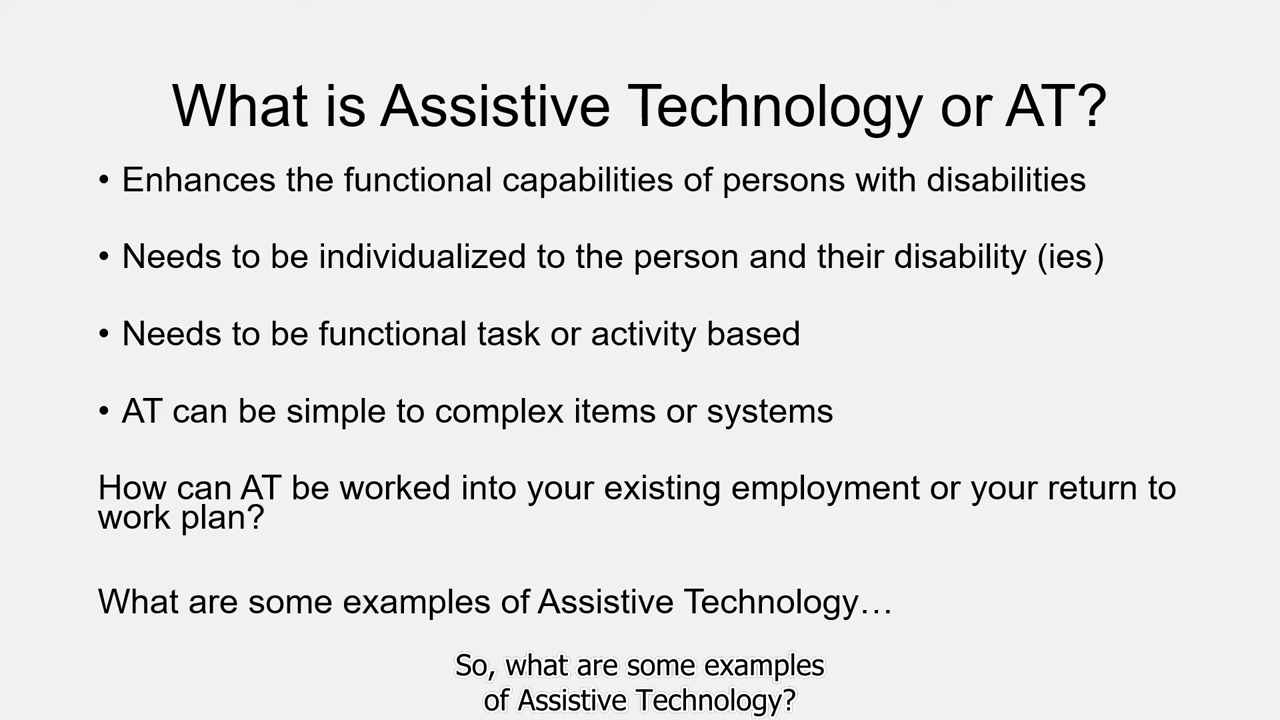 What is Assistive Technology or AT?
• Enhances the functional capabilities of persons with disabilities
• Needs to be individualized to the person and their disability (ies)
• Needs to be functional task or activity based
• AT can be simple to complex items or systems
How can AT be worked into your existing employment or your return to
work plan?
What are some examples of Assistive Technology…
So, what are some examples
of Assistive Technology?